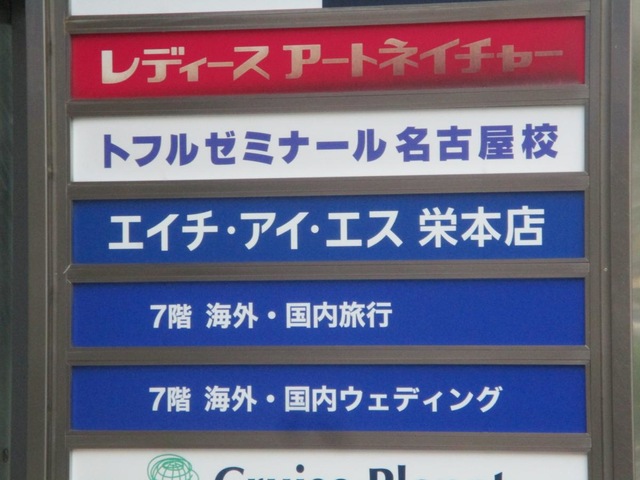 レディース アートネイチャー
トフルゼミナール 名古屋校
エイチ・アイ・エス 栄本店
7階 海外・国内旅行
7階 海外・国内ウェディング
Cruise Planet